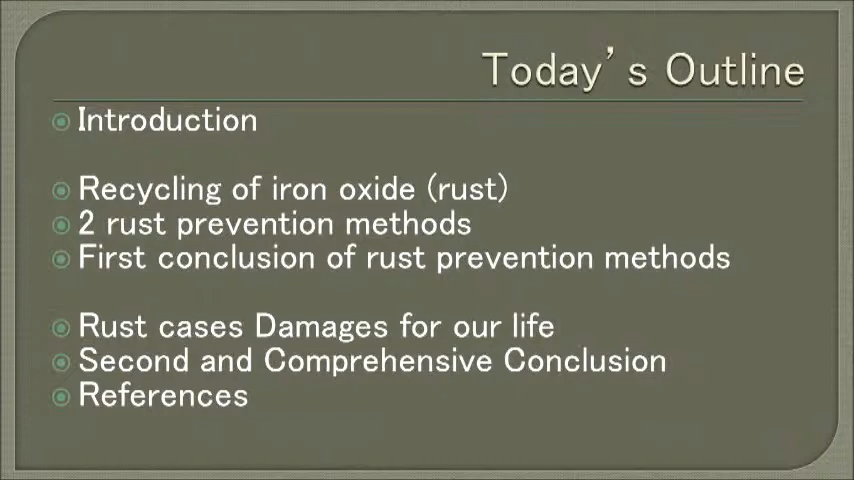 Today's Outline
Introduction
Recycling of iron oxide (rust)
2 rust prevention methods
First conclusion of rust prevention methods
Rust cases Damages for our life
Second and Comprehensive Conclusion
References